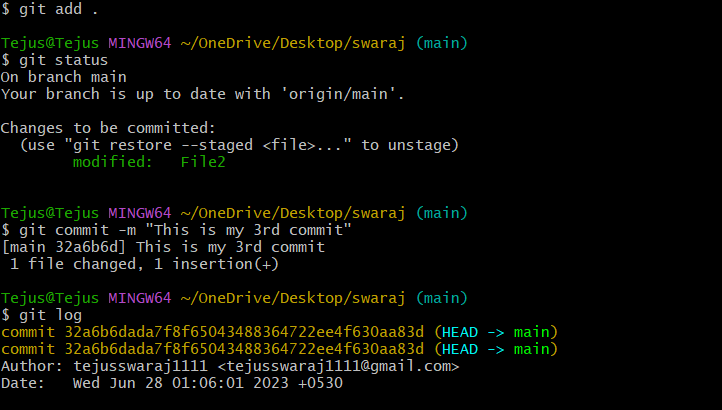 $ git add .
Tejus@Tejus MINGW64 ~/OneDrive/Desktop/swaraj (main)
$ git status
On branch main
Your branch is up to date with 'origin/main'.
Changes to be committed:
(use "git restore --staged <file>..." to unstage)
modified: File2
Tejus@Tejus MINGW64 ~/OneDrive/Desktop/swaraj (main)
$ git commit -m "This is my 3rd commit"
[main 32a6b6d] This is my 3rd commit
1 file changed, 1 insertion(+)
Tejus@Tejus MINGW64 ~/OneDrive/Desktop/swaraj (main)
$ git log
commit 32a6b6dada7f8f65043488364722ee4f630aa83d (HEAD -> main)
commit 32a6b6dada7f8f65043488364722ee4f630aa83d (HEAD -> main)
Author: tejusswaraj1111 <tejusswaraj1111@gmail.com>
Date: Wed Jun 28 01:06:01 2023 +0530